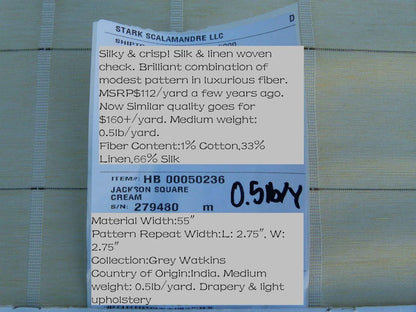 D
STARK SCALAMANDRE LLC
Silky & crisp! Silk & linen woven
check. Brilliant combination of
modest pattern in luxurious fiber.
MSRP$112/yard a few years ago.
Now Similar quality goes for
$160+/yard. Medium weight:
0.5lb/yard.
Fiber Content:1% Cotton,33%
Linen,66% Silk
ITEM#: HB 00050236
JACKSON SQUARE
CREAM
S/N: 279480 m
0.5lb/y
Material Width:55"
Pattern Repeat Width:L: 2.75", W:
2.75"
Collection:Grey Watkins
Country of Origin:India. Medium
weight: 0.5lb/yard. Drapery & light
upholstery